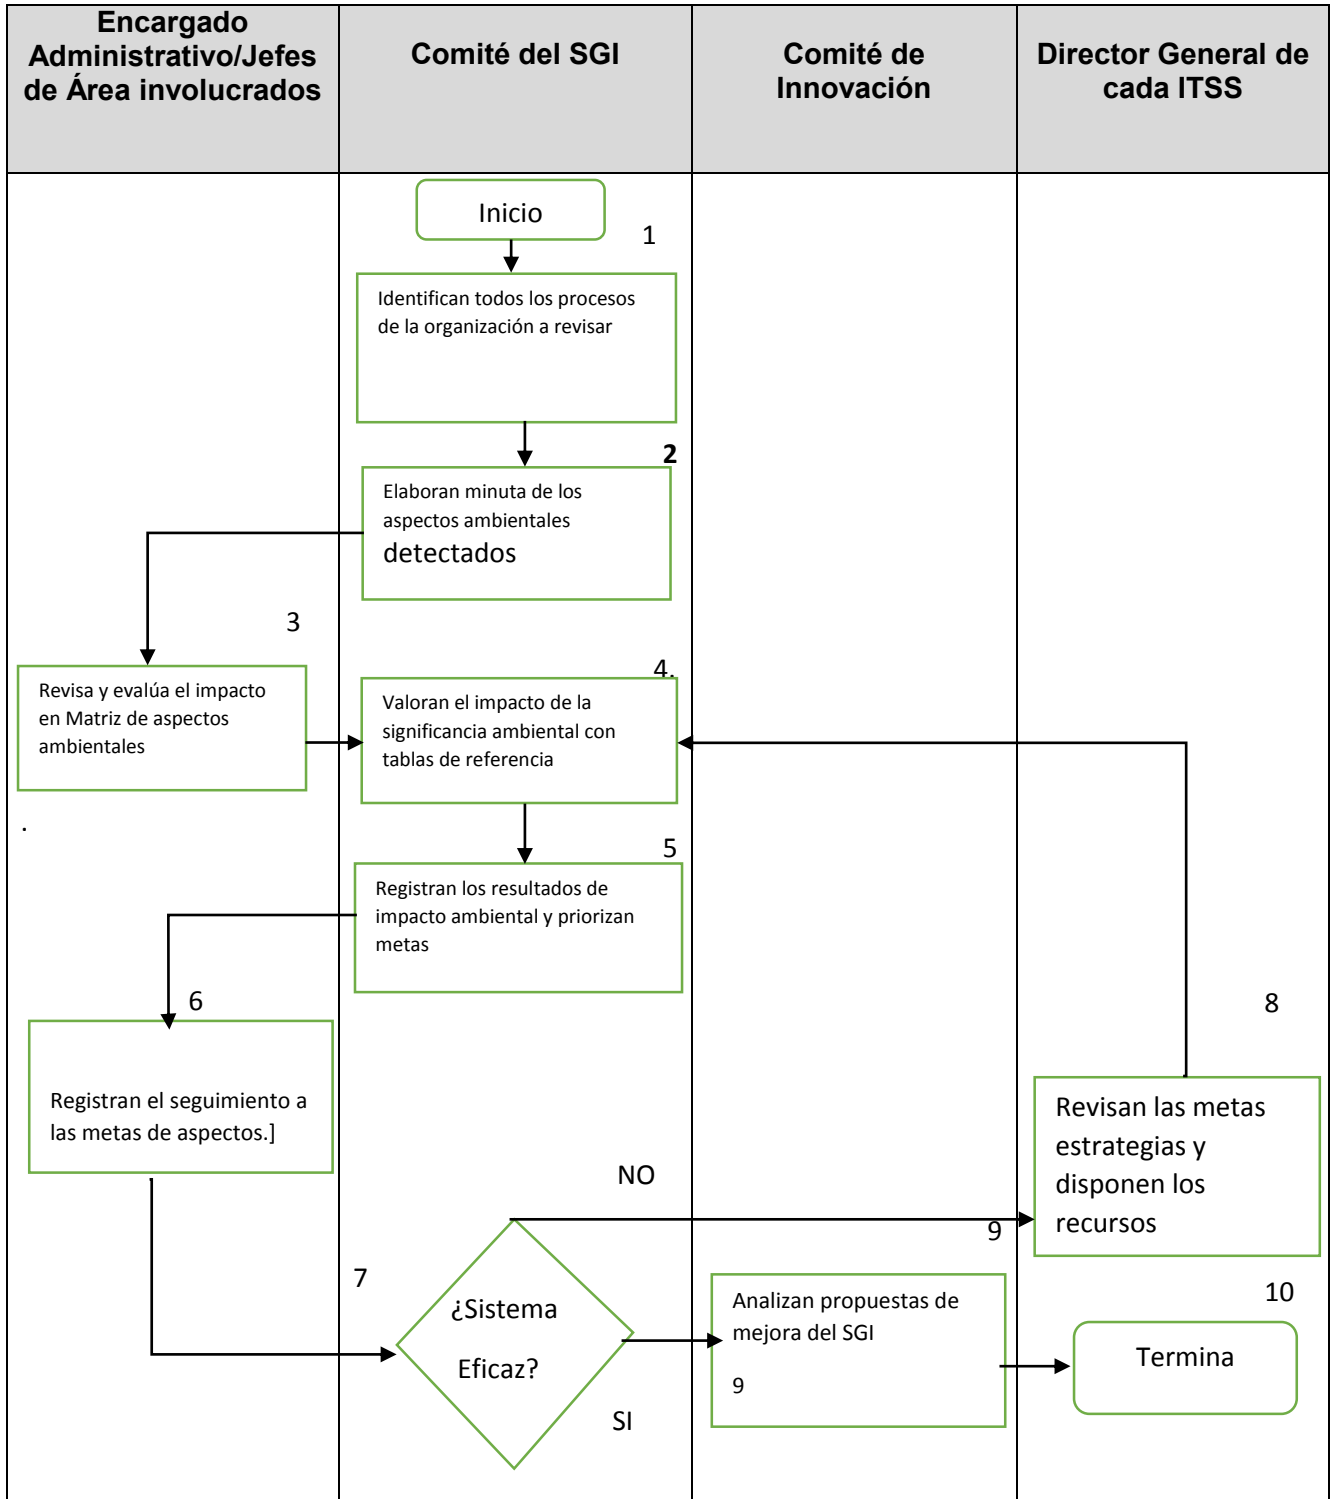 Encargado
Administrativo/Jefes
de Área involucrados
Comité del SGI
Comité de
Innovación
Director General de
cada ITSS
Inicio
1
Identifican todos los procesos
de la organización a revisar
2
Elaboran minuta de los
aspectos ambientales
detectados
3
Revisa y evalúa el impacto
en Matriz de aspectos
ambientales
.
4.
Valoran el impacto de la
significancia ambiental con
tablas de referencia
5
Registran los resultados de
impacto ambiental y priorizan
metas
6
Registran el seguimiento a
las metas de aspectos.]
7
¿Sistema
Eficaz?
NO
SI
8
Revisan las metas
estrategias y
disponen los
recursos
9
Analizan propuestas de
mejora del SGI
9
10
Termina